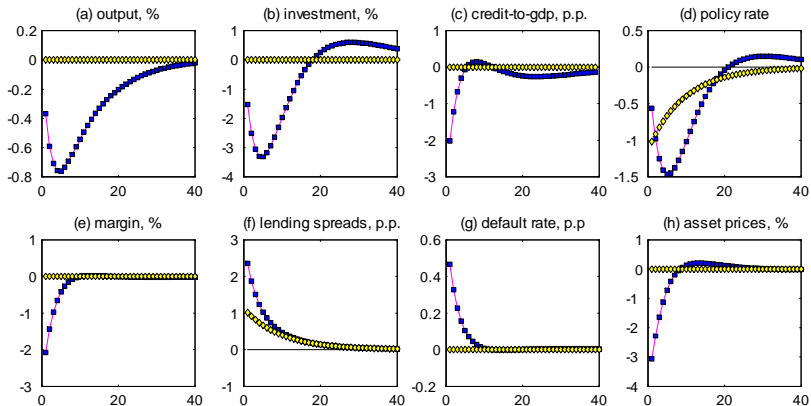 (a) output, %
0.2
0
-0.2
-0.4
-0.6
-0.8
0 20 40
(b) investment, %
1
0
-1
-2
-3
-4
0 20 40
(c) credit-to-gdp, p.p.
1
0
-1
-2
-3
0 20 40
(d) policy rate
0.5
0
-0.5
-1
-1.5
0 20 40
(e) margin, %
1
0
-1
-2
-3
0 20 40
(f) lending spreads, p.p.
3
2
1
0
-1
0 20 40
(g) default rate, p.p
0.6
0.4
0.2
0
-0.2
0 20 40
(h) asset prices, %
1
0
-1
-2
-3
-4
0 20 40